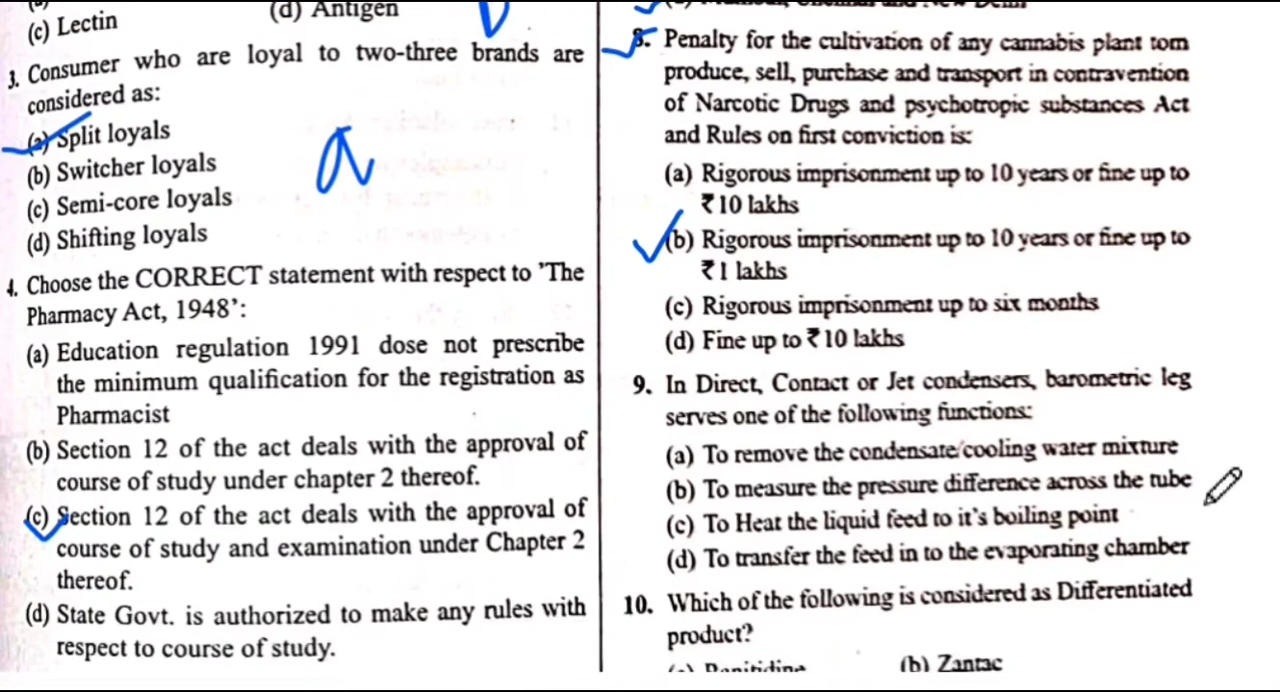 (c) Lectin
(d) Antigen
3. Consumer who are loyal to two-three brands are
considered as:
(a) Split loyals
(b) Switcher loyals
(c) Semi-core loyals
(d) Shifting loyals
a
4. Choose the CORRECT statement with respect to 'The
Pharmacy Act, 1948':
(a) Education regulation 1991 dose not prescribe
the minimum qualification for the registration as
Pharmacist
(b) Section 12 of the act deals with the approval of
course of study under chapter 2 thereof.
(c) Section 12 of the act deals with the approval of
course of study and examination under Chapter 2
thereof.
(d) State Govt. is authorized to make any rules with
respect to course of study.
8. Penalty for the cultivation of any cannabis plant tom
produce, sell, purchase and transport in contravention
of Narcotic Drugs and psychotropic substances Act
and Rules on first conviction is:
(a) Rigorous imprisonment up to 10 years or fine up to
₹10 lakhs
(b) Rigorous imprisonment up to 10 years or fine up to
₹1 lakhs
(c) Rigorous imprisonment up to six months
(d) Fine up to ₹10 lakhs
9. In Direct, Contact or Jet condensers, barometric leg
serves one of the following functions:
(a) To remove the condensate/cooling water mixture
(b) To measure the pressure difference across the tube
(c) To Heat the liquid feed to it's boiling point
(d) To transfer the feed in to the evaporating chamber
10. Which of the following is considered as Differentiated
product?
(a) Ranitidine
(b) Zantac